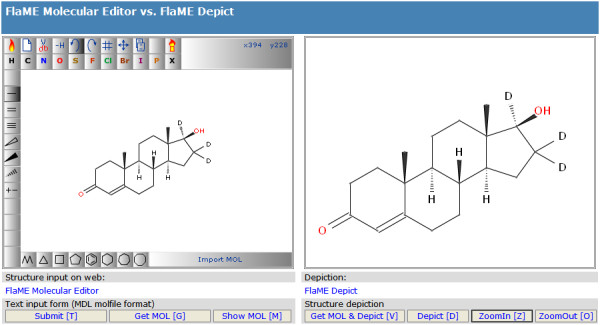 FlaME Molecular Editor vs. FlaME Depict
db -H x394 y228
H C N O S F Cl Br I P X
D
OH
D
D
H
H H
O
+-
Import MOL
D
OH
D
D
H
H H
O
Structure input on web:
FlaME Molecular Editor
Text input form (MDL molfile format)
Submit [T] Get MOL [G] Show MOL [M]
Depiction:
FlaME Depict
Structure depiction
Get MOL & Depict [V] Depict [D] ZoomIn [Z] ZoomOut [O]